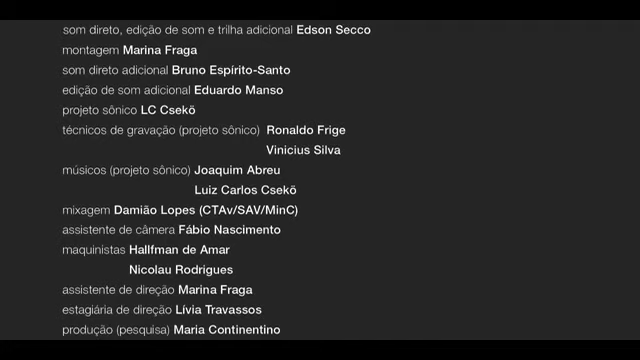 som direto, edição de som e trilha adicional Edson Secco
montagem Marina Fraga
som direto adicional Bruno Espírito-Santo
edição de som adicional Eduardo Manso
projeto sônico LC Csekö
técnicos de gravação (projeto sônico) Ronaldo Frige
Vinicius Silva
músicos (projeto sônico) Joaquim Abreu
Luiz Carlos Csekö
mixagem Damião Lopes (CTAv/SAV/MinC)
assistente de câmera Fábio Nascimento
maquinistas Hallfman de Amar
Nicolau Rodrigues
assistente de direção Marina Fraga
estagiária de direção Lívia Travassos
produção (pesquisa) Maria Continentino